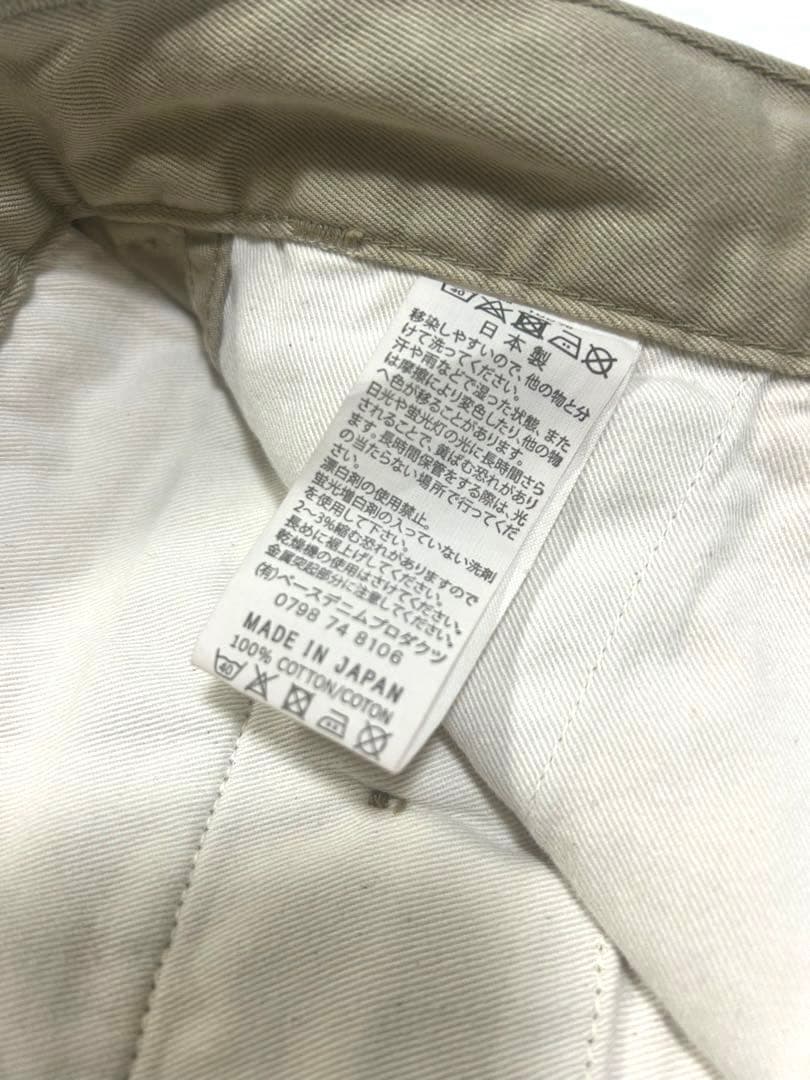 日本製
移染しやすいので、他の物と分
けて洗ってください。
汗や雨などで湿った状態、また
は摩擦により変色したり、他の物
へ色が移ることがあります。
日光や蛍光灯の光に長時間さら
されることで、黄ばむ恐れがあり
ます。長時間保管をする際は、光
の当たらない場所で行ってくだ
さい。
漂白剤の使用禁止。
蛍光増白剤の入っていない洗剤
を使用して下さい。
2〜3%縮む恐れがありますので
長めに裾上げしてください。
乾燥機の使用はさけてください。
金属突起部分に注意してください。
(有)ベースデニムプロダクツ
0798 74 8106
MADE IN JAPAN
100% COTTON/COTON
40